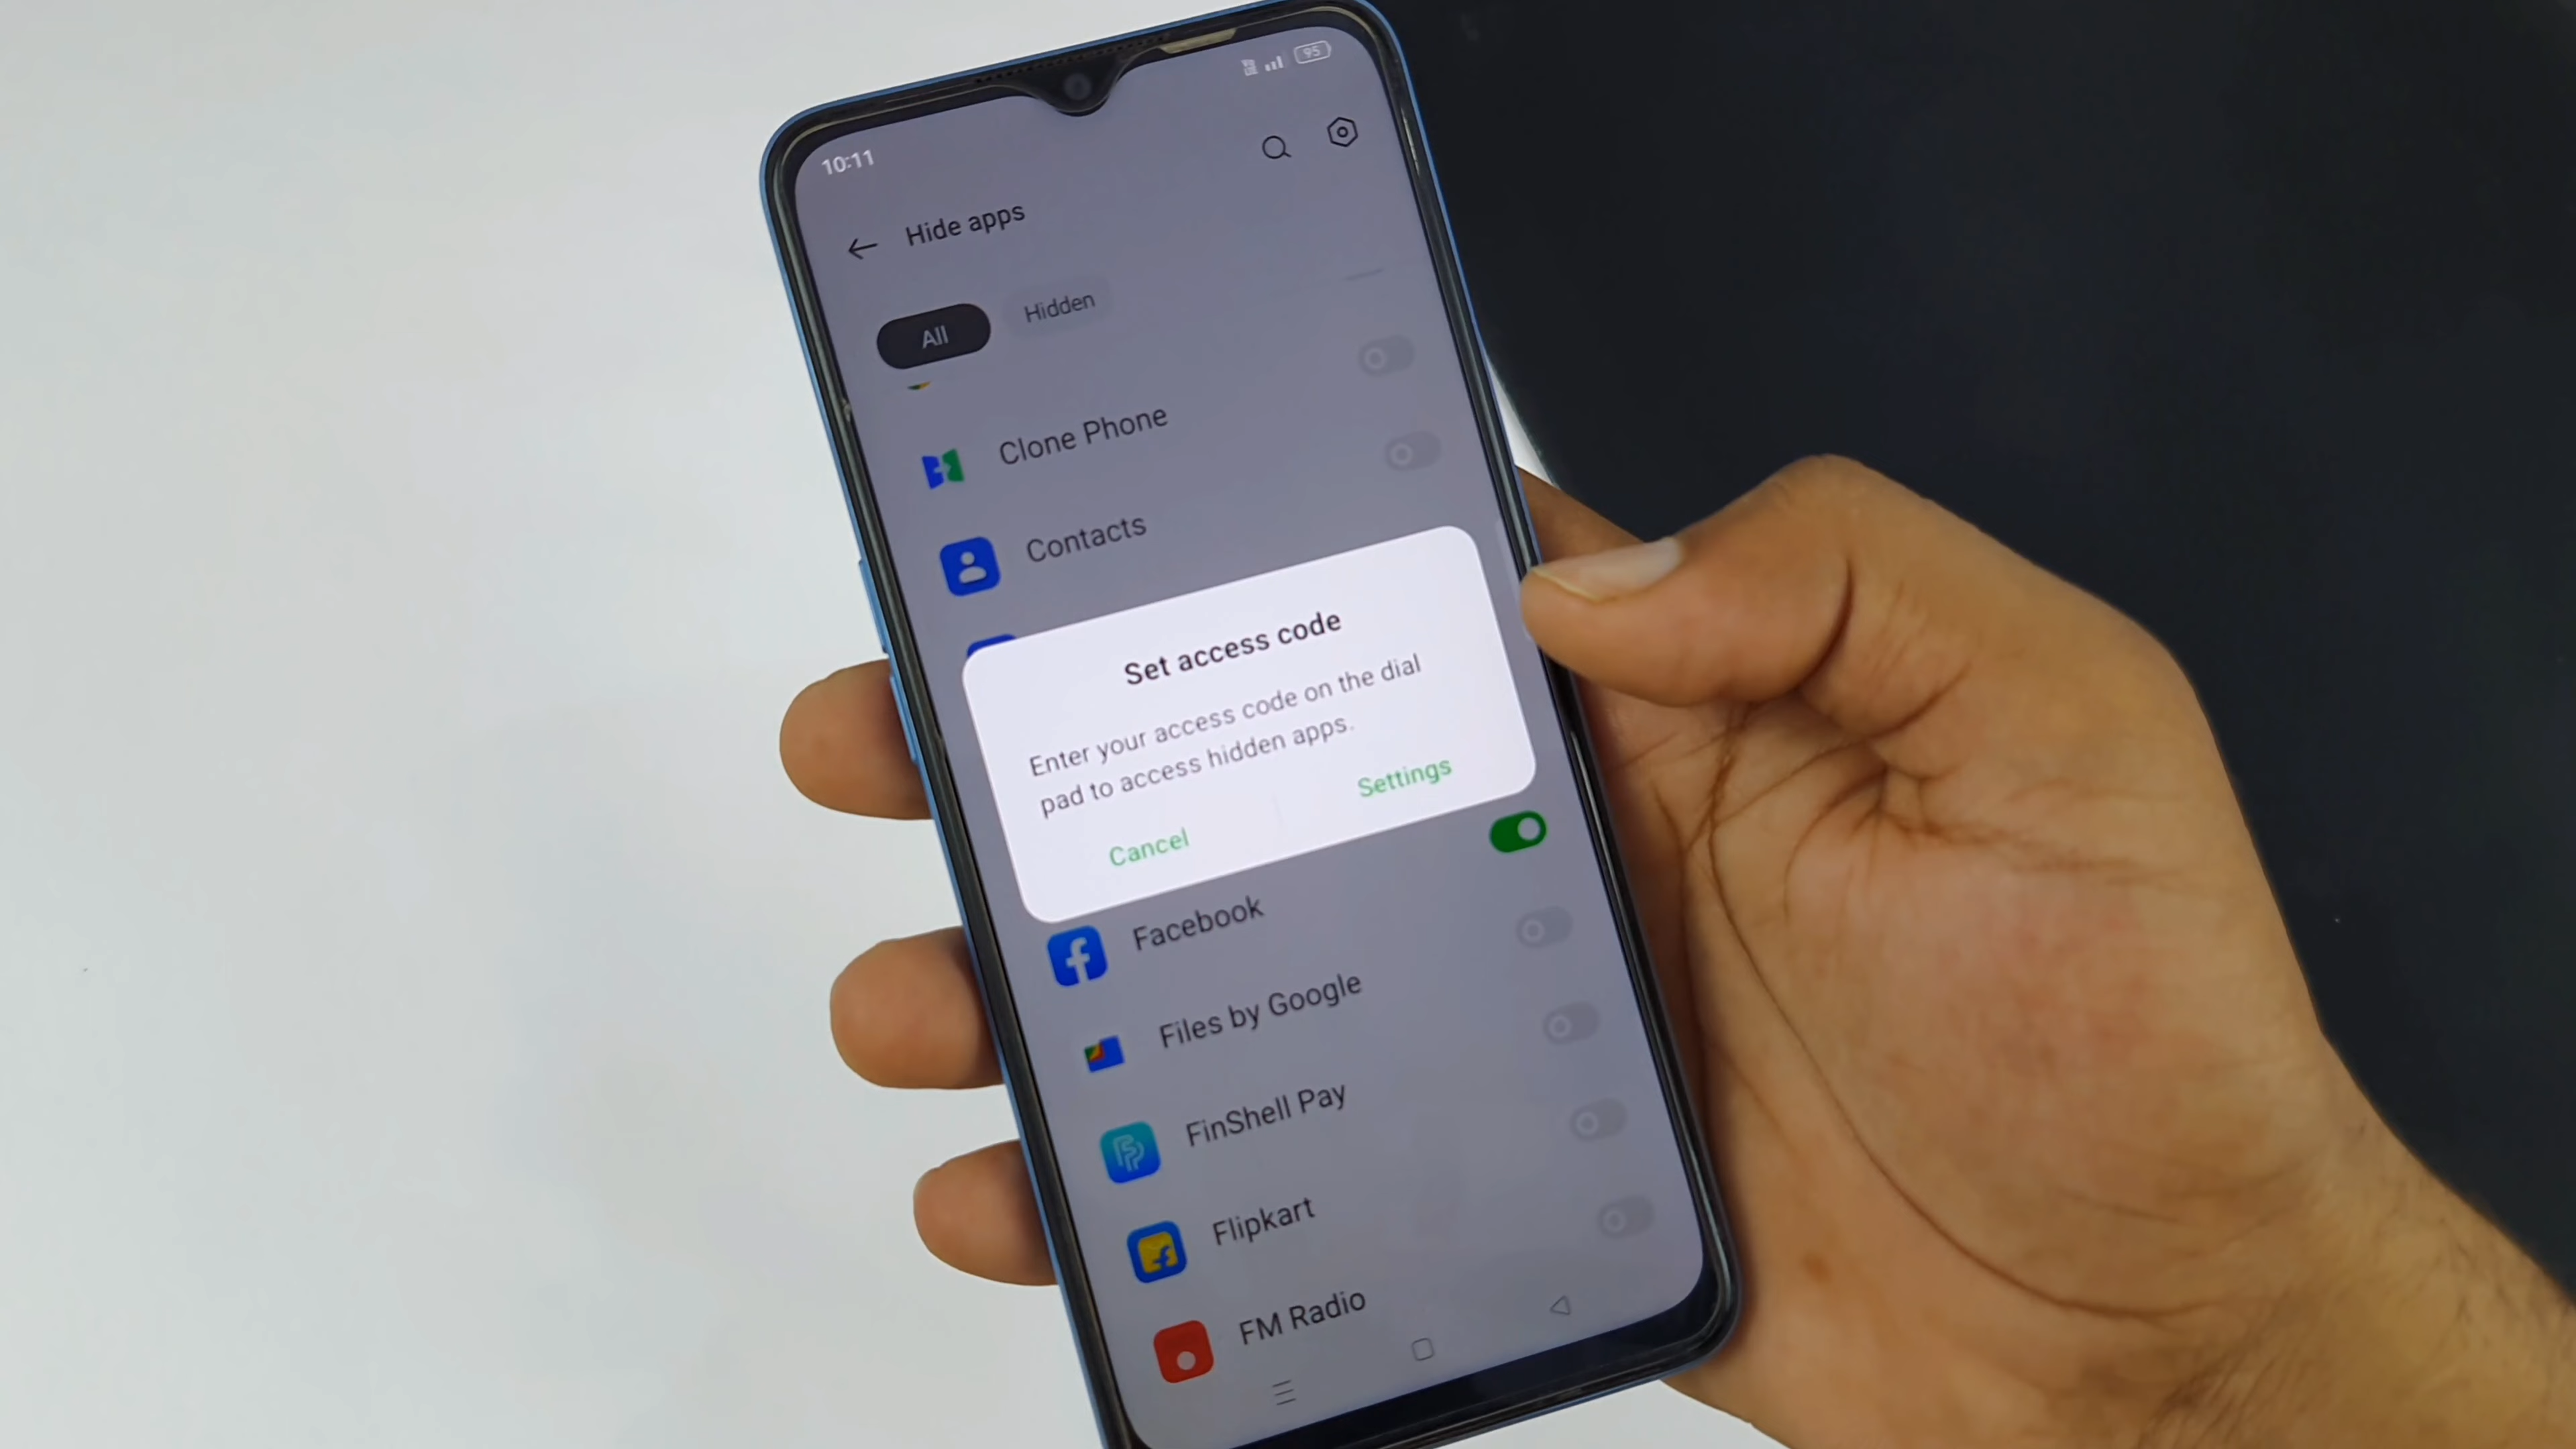 10:11
95
Hide apps
All
Hidden
Clone Phone
Contacts
Set access code
Enter your access code on the dial
pad to access hidden apps.
Cancel
Settings
Facebook
Files by Google
FinShell Pay
Flipkart
FM Radio